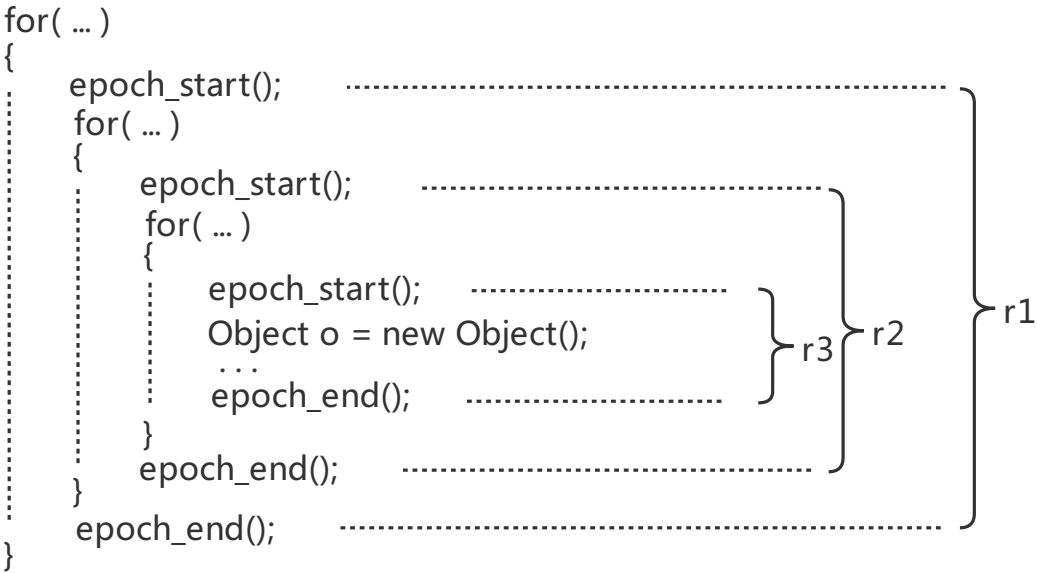 for( ... )
{
epoch_start();
for( ... )
{
epoch_start();
for( ... )
{
epoch_start();
Object o = new Object();
. . .
epoch_end();
}
epoch_end();
}
epoch_end();
}
r3
r2
r1